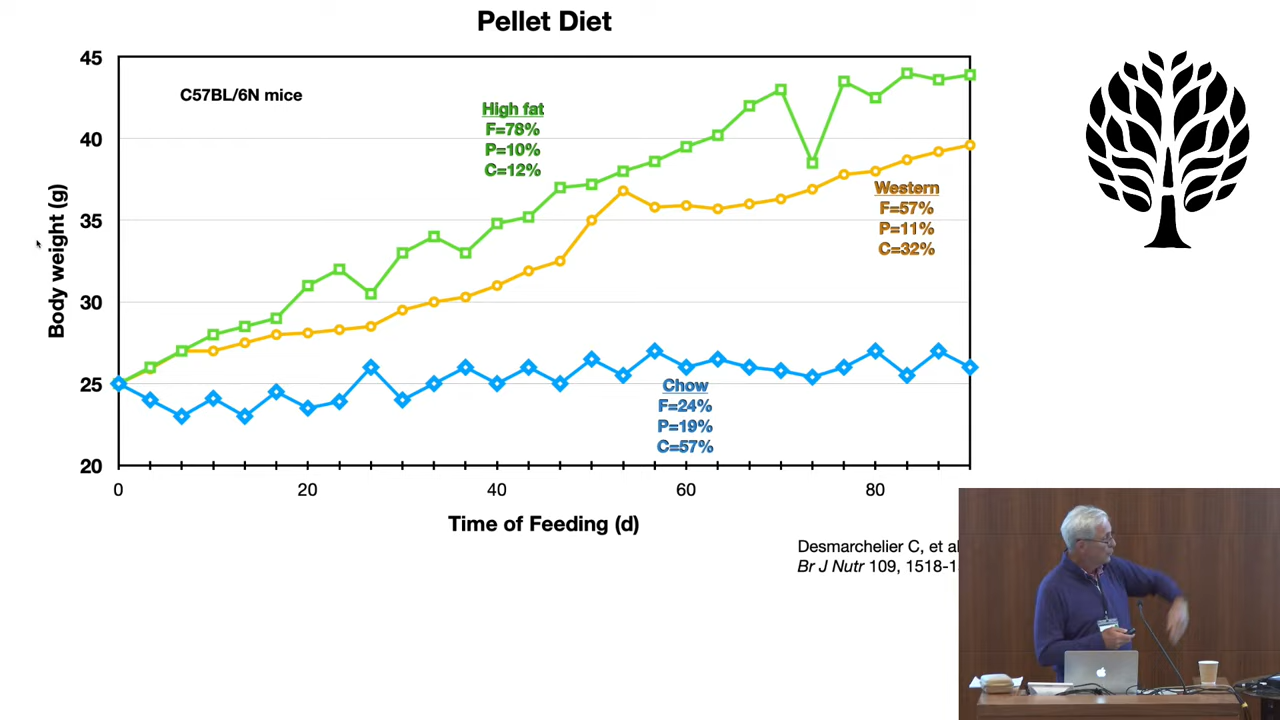 Pellet Diet
45
C57BL/6N mice
High fat
F=78%
P=10%
C=12%
40
35
30
25
20
Body weight (g)
Western
F=57%
P=11%
C=32%
Chow
F=24%
P=19%
C=57%
0
20
40
60
80
Time of Feeding (d)
Desmarchelier C, et al
Br J Nutr 109, 1518-1